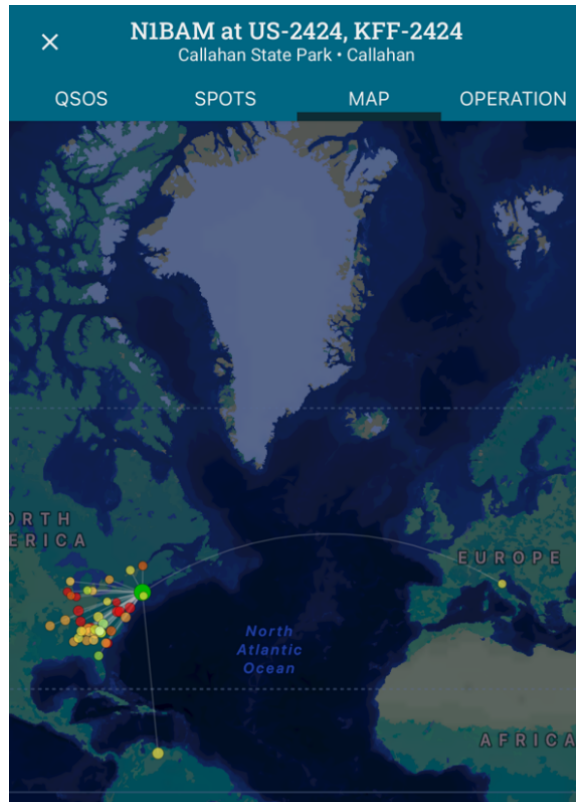 N1BAM at US-2424, KFF-2424
Callahan State Park • Callahan
QSOS SPOTS MAP OPERATION
ORTH
ERICA
EUROPE
North
Atlantic
Ocean
AFRICA